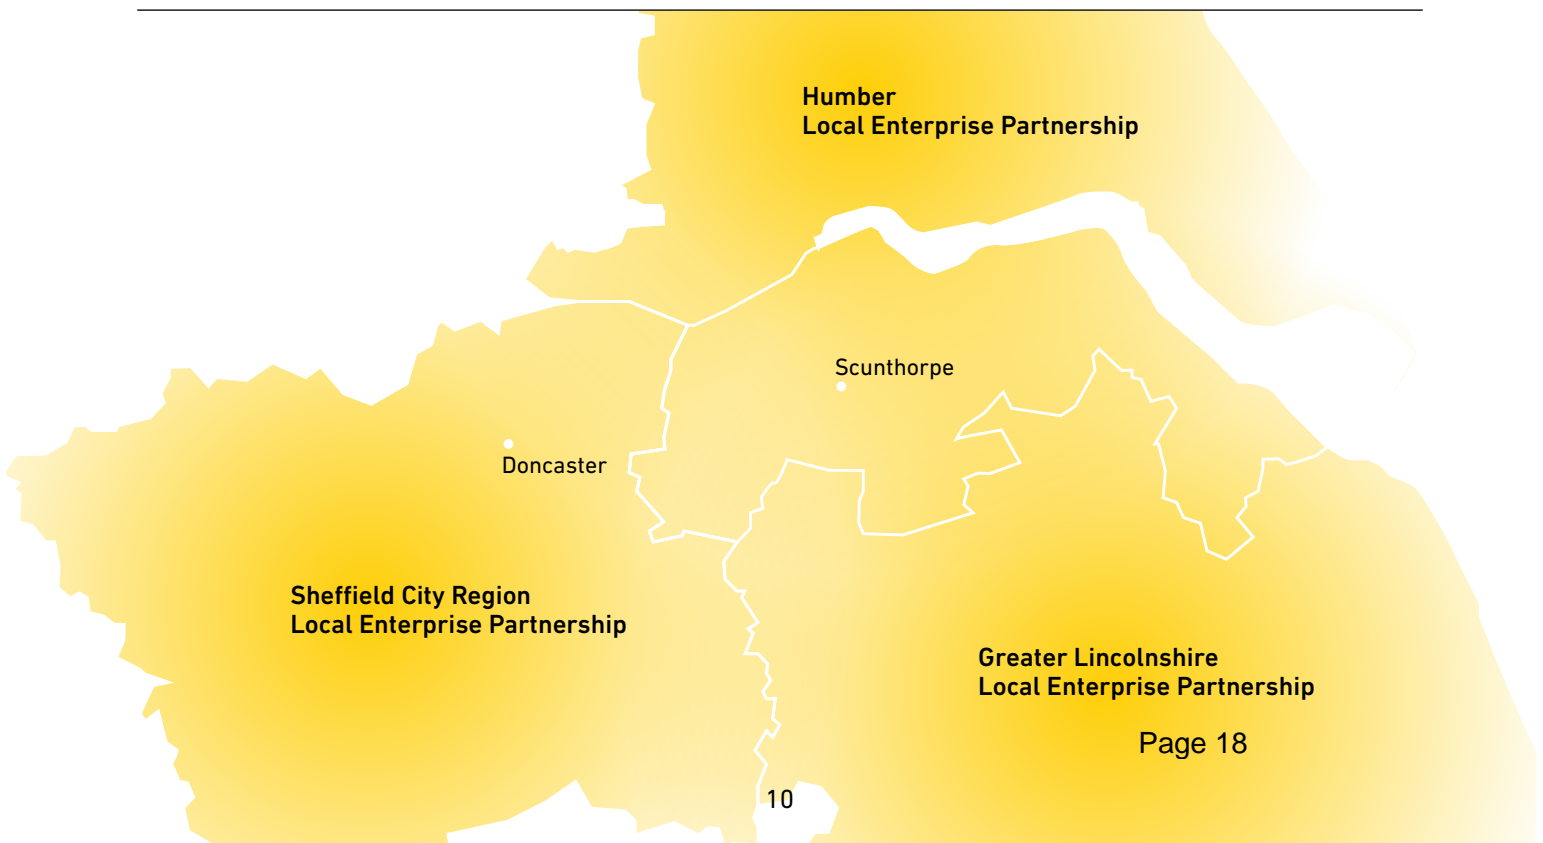 Humber
Local Enterprise Partnership
Scunthorpe
Doncaster
Sheffield City Region
Local Enterprise Partnership
Greater Lincolnshire
Local Enterprise Partnership
Page 18
10